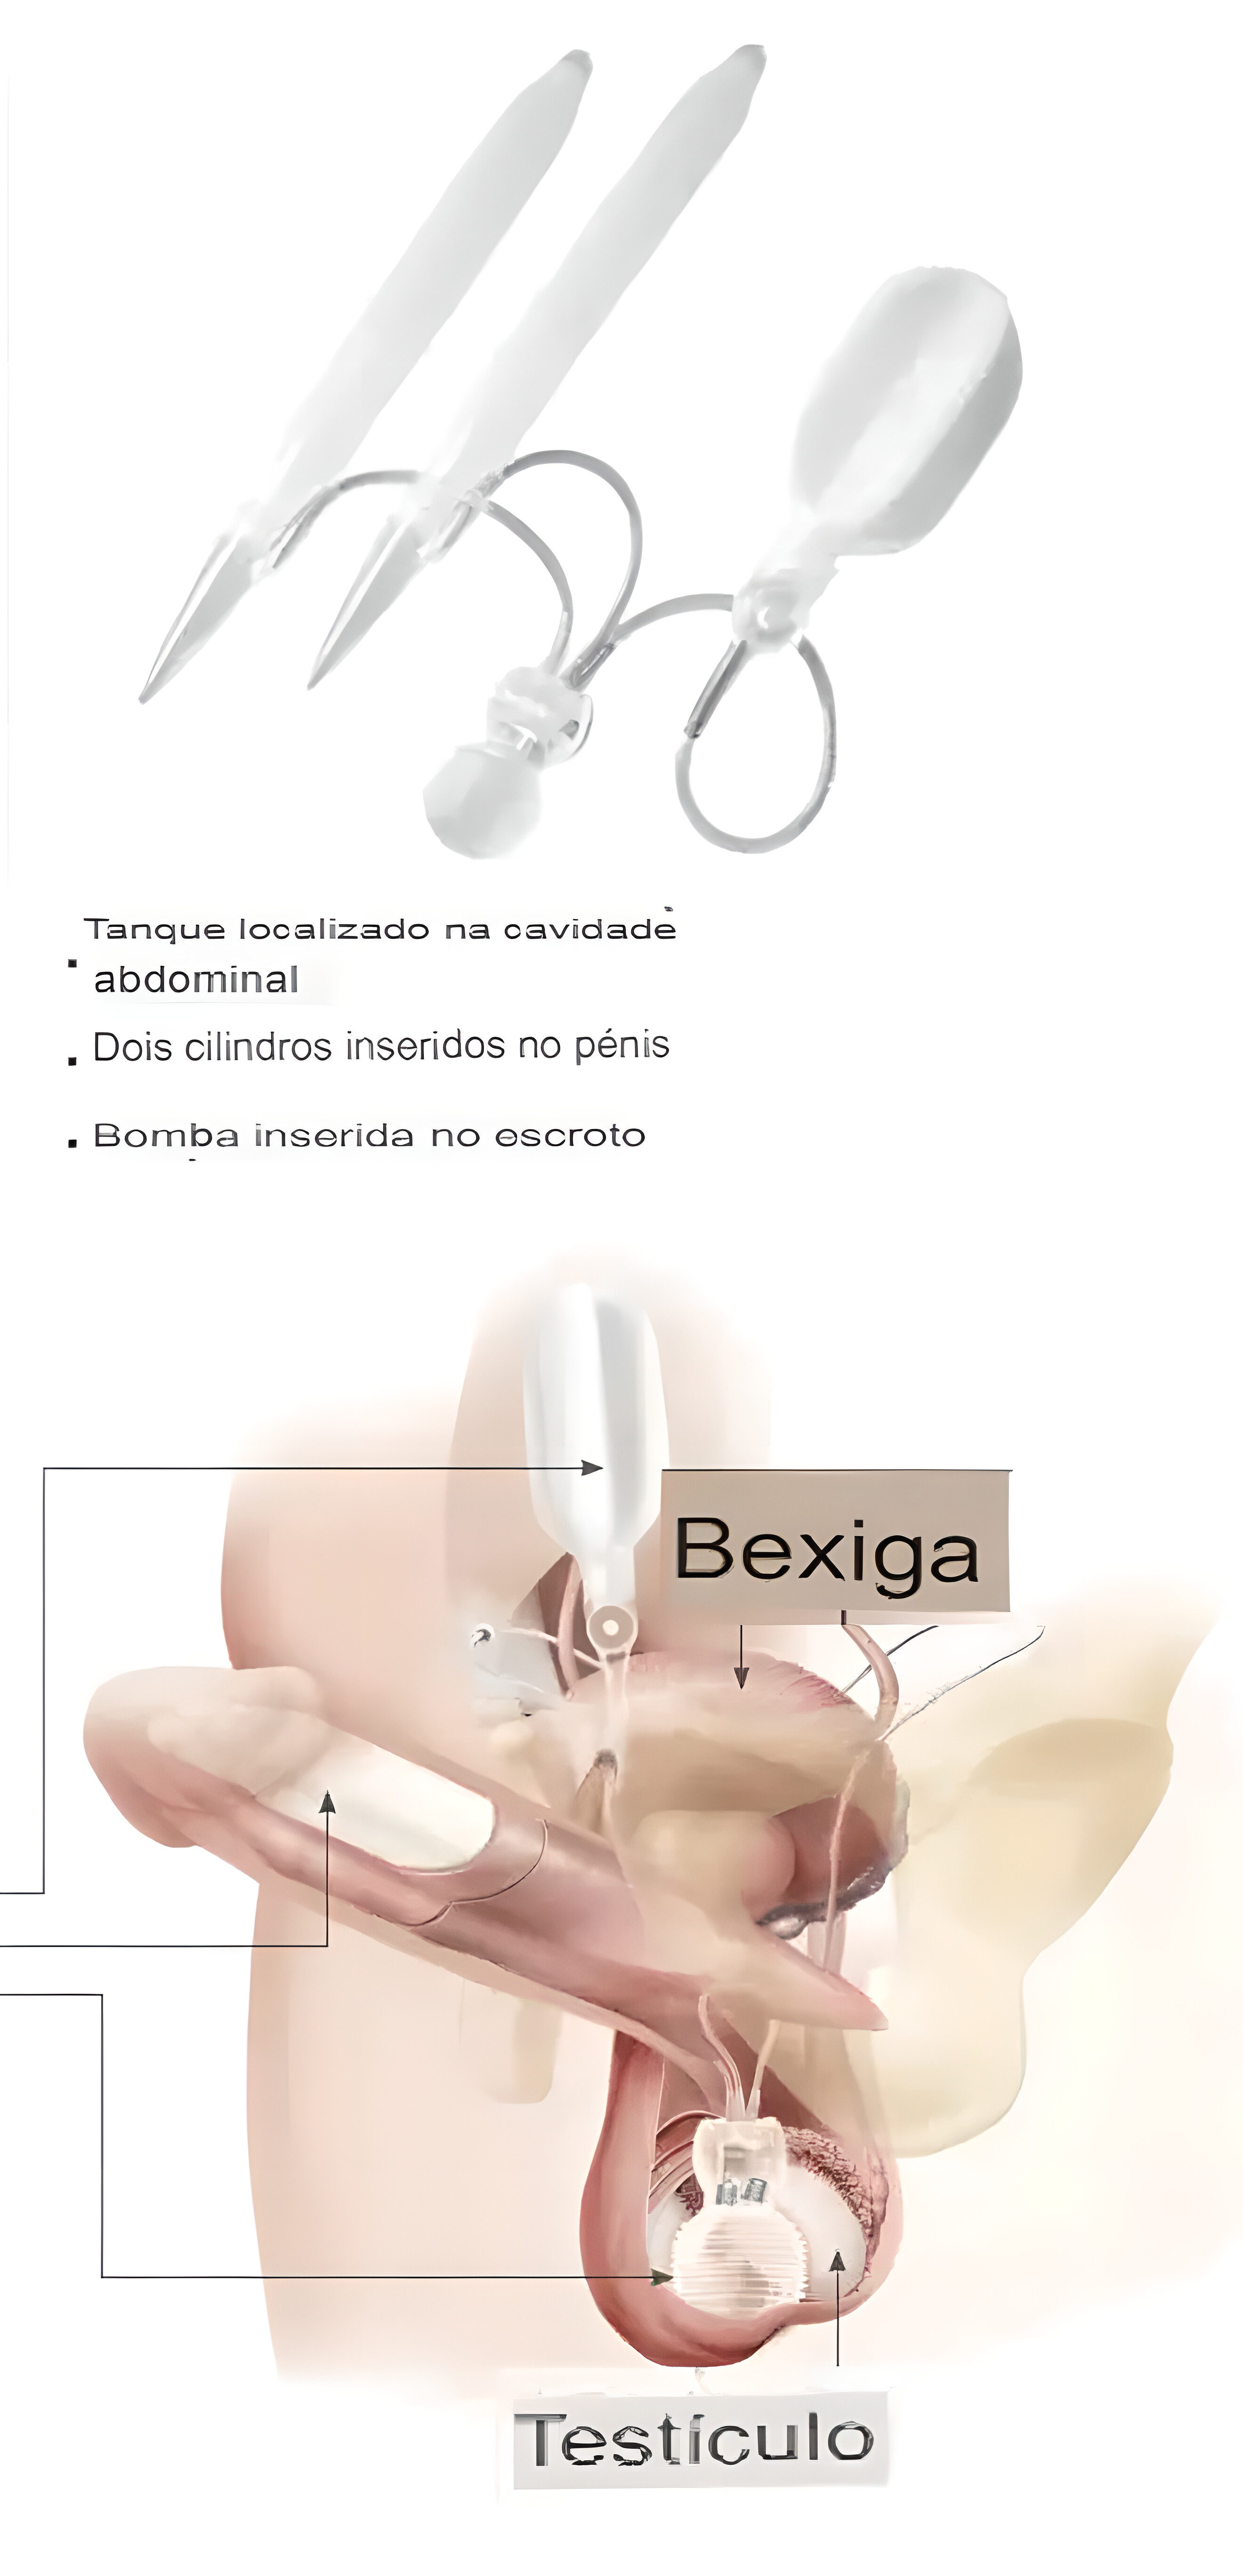 Tanque localizado na cavidade
abdominal
Dois cilindros inseridos no pénis
Bomba inserida no escroto
Bexiga
Testículo